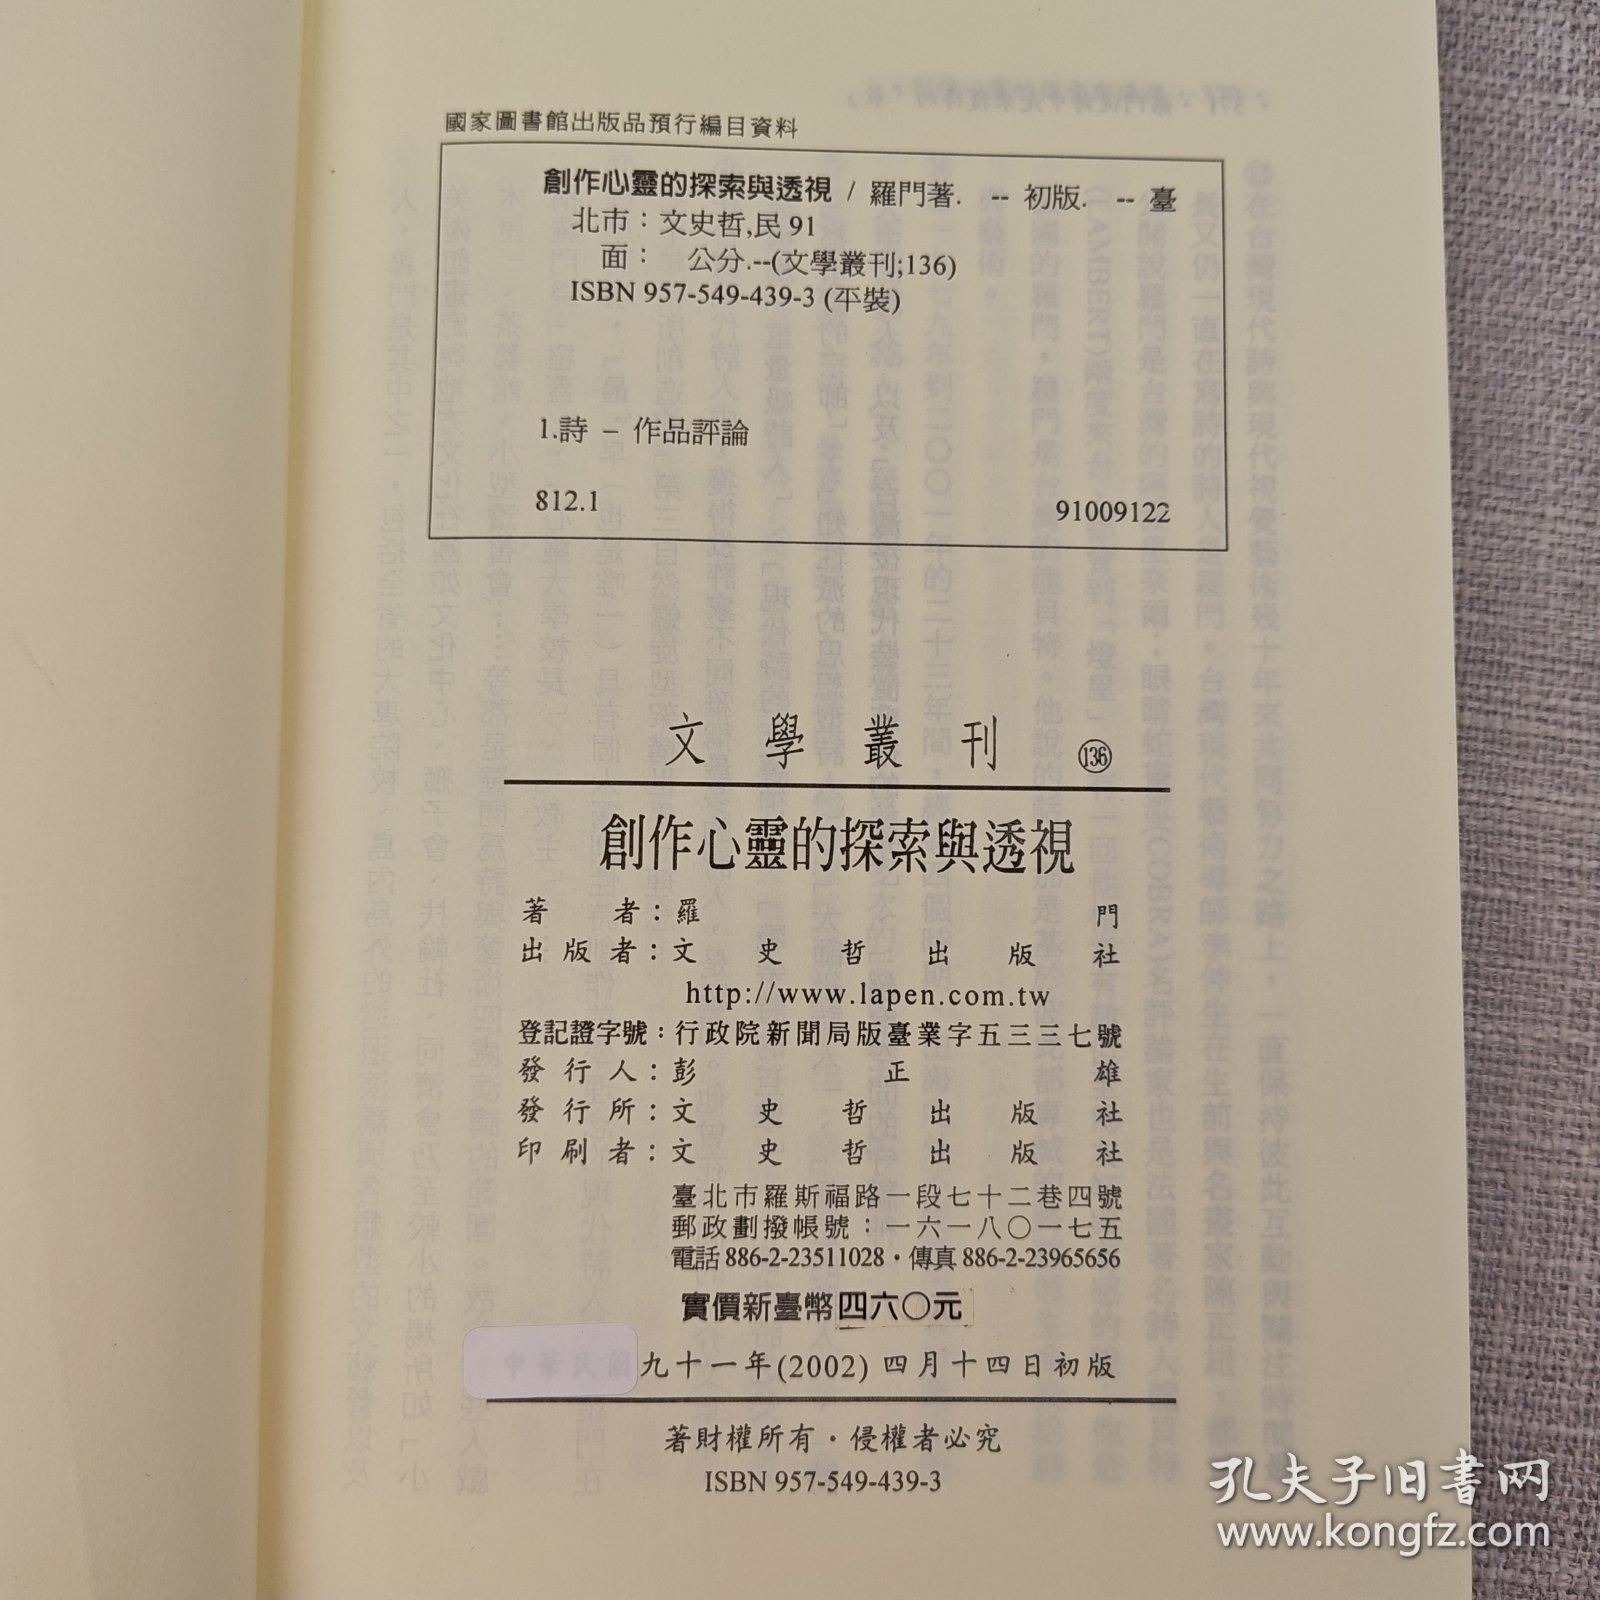 國家圖書館出版品預行編目資料
創作心靈的探索與透視 / 羅門著. -- 初版. -- 臺
北市：文史哲,民 91
面： 公分.--(文學叢刊;136)
ISBN 957-549-439-3 (平裝)
1.詩 – 作品評論
812.1 91009122
文學叢刊 136
創作心靈的探索與透視
著者：羅門
出版者：文史哲出版社
http://www.lapen.com.tw
登記證字號：行政院新聞局版臺業字五三三七號
發行人：彭正雄
發行所：文史哲出版社
印刷者：文史哲出版社
臺北市羅斯福路一段七十二巷四號
郵政劃撥帳號：一六一八〇一七五
電話 886-2-23511028・傳真 886-2-23965656
實價新臺幣四六〇元
中華民國九十一年(2002)四月十四日初版
著財權所有・侵權者必究
ISBN 957-549-439-3
孔夫子旧书网
www.kongfz.com